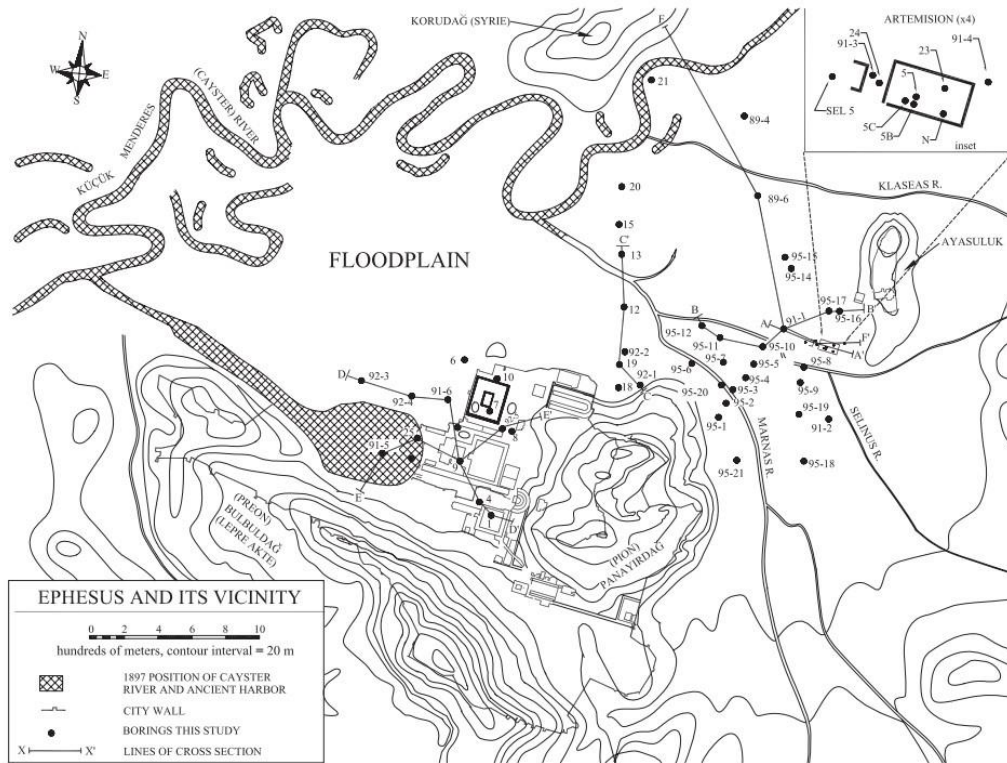 KORUDAĞ (SYRIE)
F
ARTEMISION (x4)
24
91-3
23
91-4
5
SEL 5
5C
5B
N
inset
N
W
E
S
(CAYSTER) RIVER
KÜÇÜK MENDERES
21
89-4
20
89-6
KLASEAS R.
15
C'
13
AYASULUK
FLOODPLAIN
95-15
95-14
12
B
A
91-1
95-17
95-16
B
95-12
95-11
95-10
F'
A'
6
92-2
95-6
95-7
95-5
95-8
D
92-3
10
19
92-1
95-4
95-9
92-4
91-6
18
C
95-20
95-3
95-2
7
E'
95-1
95-19
91-2
8
25
91-5
9
MARNAS R.
SELINUS R.
95-21
95-18
E
4
D'
(PREON)
BULBULDAĞ
(LEPRE AKTE)
(PION)
PANAYIRDAĞ
EPHESUS AND ITS VICINITY
0 2 4 6 8 10
hundreds of meters, contour interval = 20 m
1897 POSITION OF CAYSTER
RIVER AND ANCIENT HARBOR
CITY WALL
BORINGS THIS STUDY
X X' LINES OF CROSS SECTION